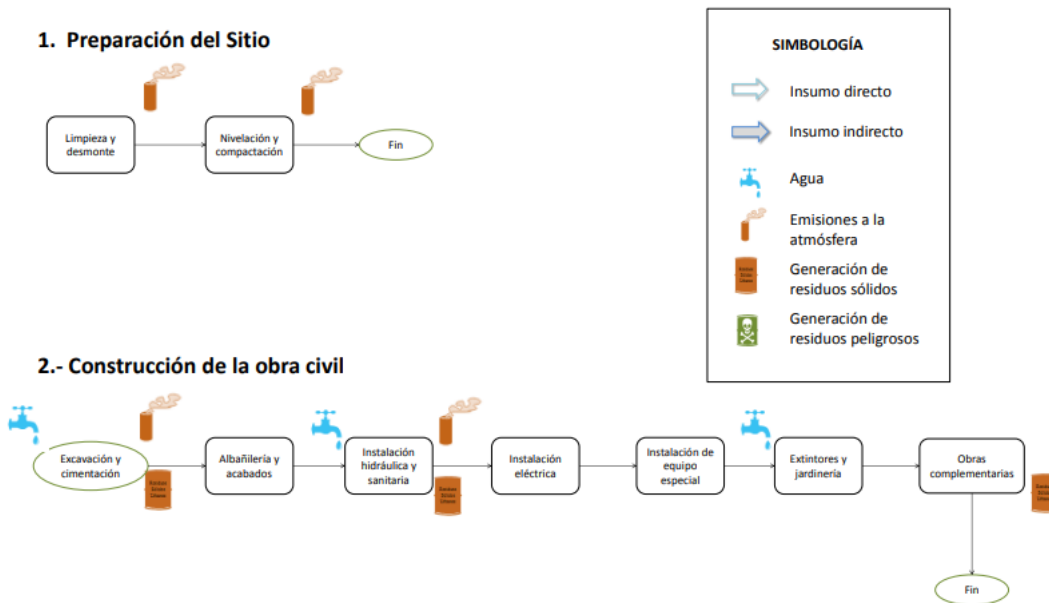 1. Preparación del Sitio
Limpieza y
desmonte
Nivelación y
compactación
Fin
SIMBOLOGÍA
Insumo directo
Insumo indirecto
Agua
Emisiones a la
atmósfera
Generación de
residuos sólidos
Generación de
residuos peligrosos
2.- Construcción de la obra civil
Excavación y
cimentación
Albañilería y
acabados
Instalación
hidráulica y
sanitaria
Instalación
eléctrica
Instalación de
equipo
especial
Extintores y
jardinería
Obras
complementarias
Fin